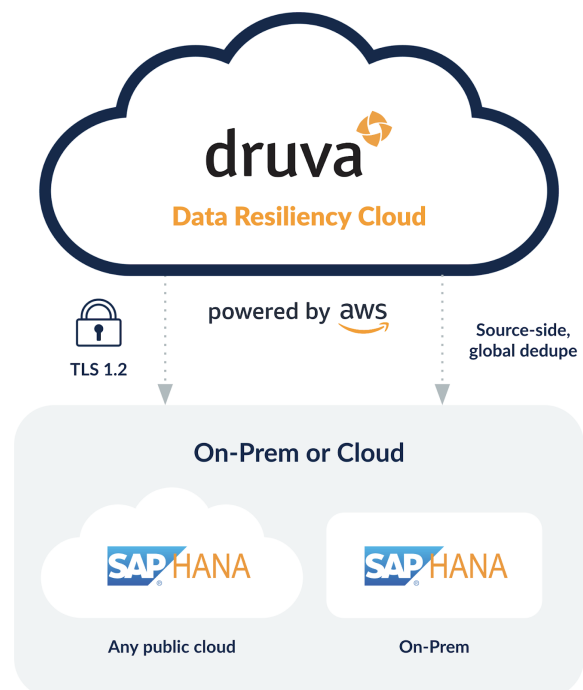 druva
Data Resiliency Cloud
powered by aws
TLS 1.2
Source-side,
global dedupe
On-Prem or Cloud
SAP HANA
®
SAP HANA
®
Any public cloud
On-Prem